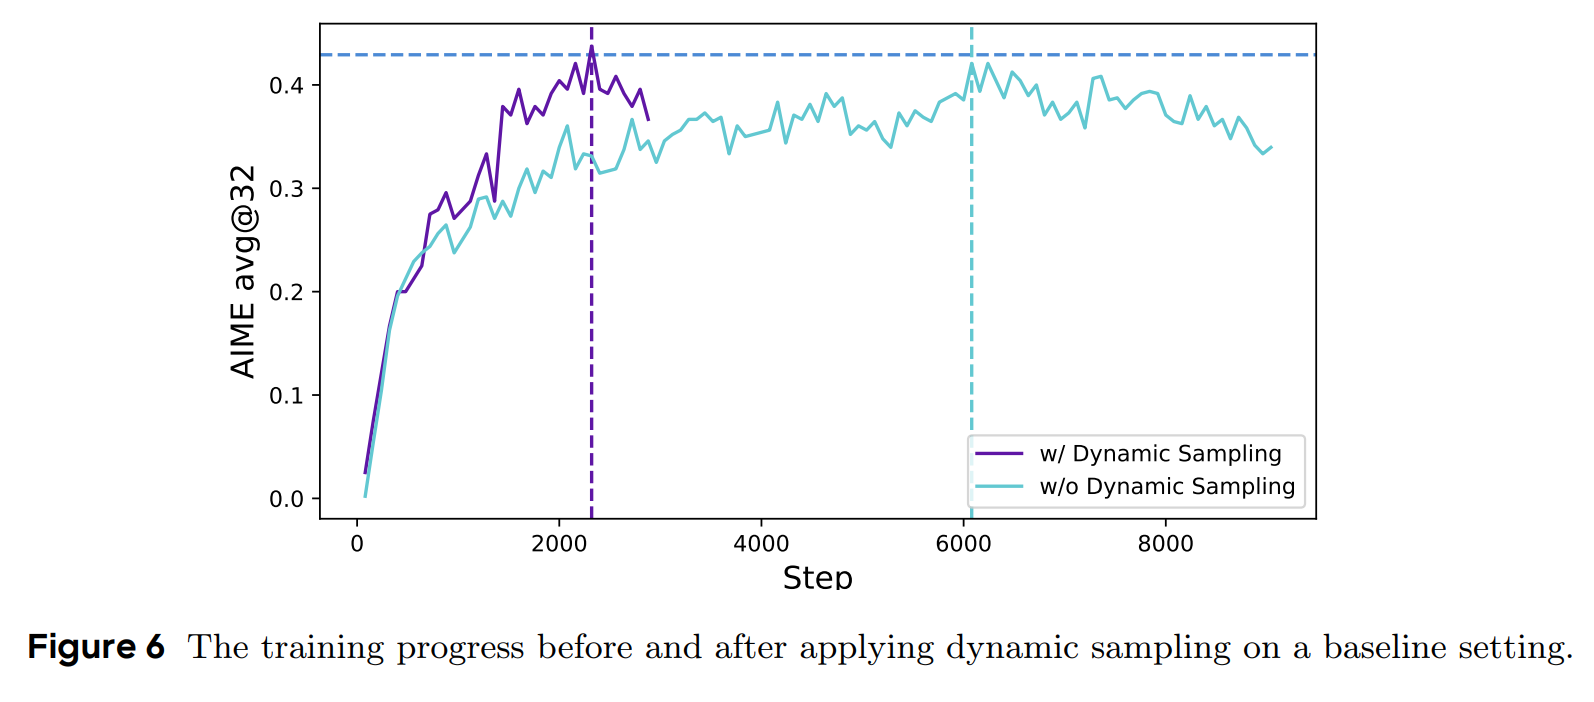 AIME avg@32
0.4
0.3
0.2
0.1
0.0
w/ Dynamic Sampling
w/o Dynamic Sampling
0 2000 4000 6000 8000
Step
Figure 6 The training progress before and after applying dynamic sampling on a baseline setting.